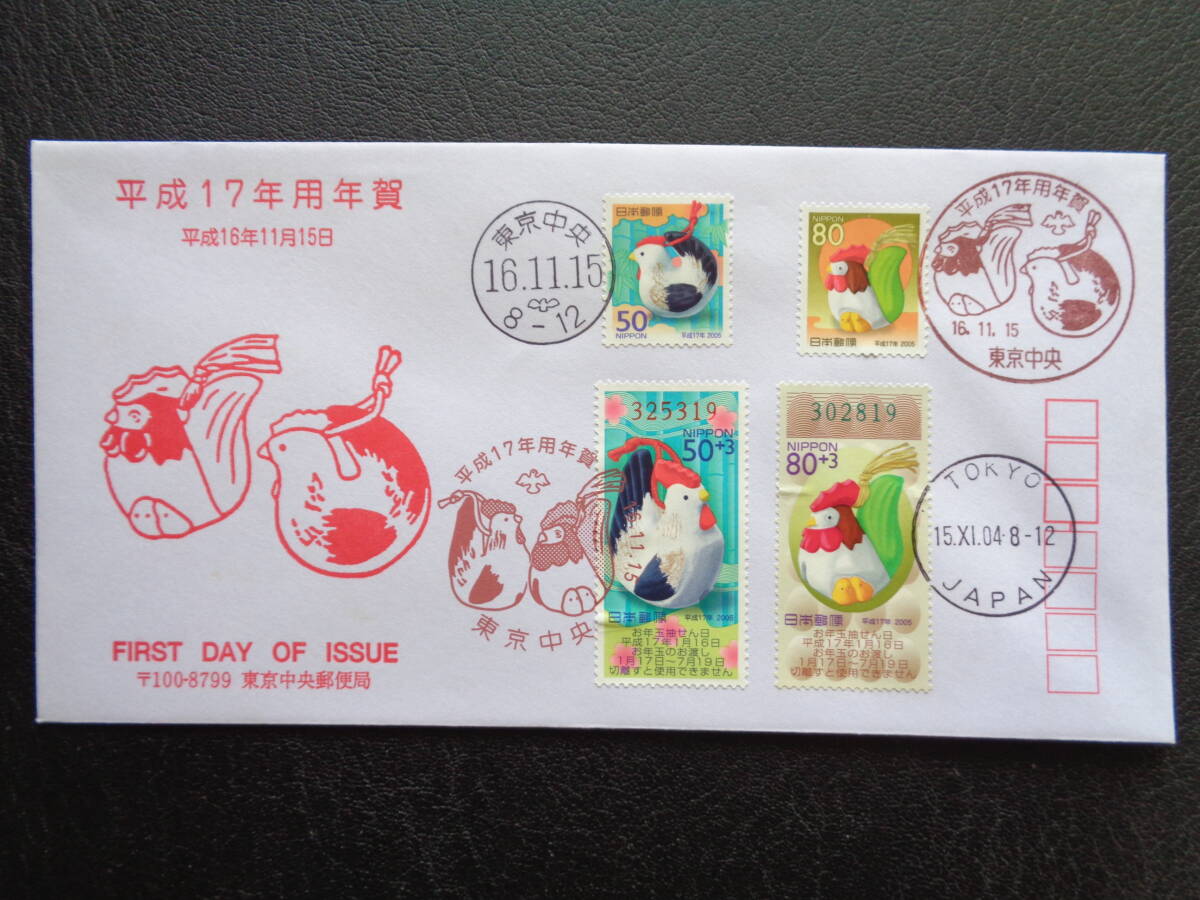 平成17年用年賀
平成16年11月15日
東京中央
16.11.15
8-12
日本郵便
50
NIPPON
平成17年 2005
NIPPON
80
日本郵便
平成17年 2005
平成17年用年賀
16.11.15
東京中央
325319
NIPPON
50+3
日本郵便
平成17年 2005
お年玉抽せん日
平成17年1月16日
お年玉のお渡し
1月17日〜7月19日
切離すと使用できません
302819
NIPPON
80+3
日本郵便
平成17年 2005
お年玉抽せん日
平成17年1月16日
お年玉のお渡し
1月17日〜7月19日
切離すと使用できません
平成17年用年賀
16.11.15
東京中央
TOKYO
15.XI.04·8-12
JAPAN
FIRST DAY OF ISSUE
〒100-8799 東京中央郵便局